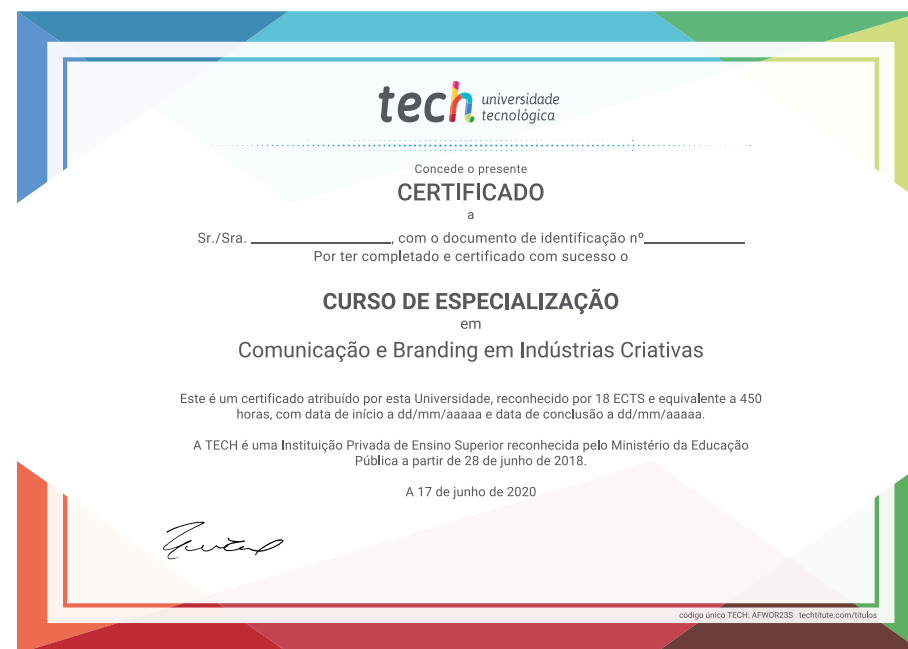 tech universidade
tecnológica
Concede o presente
CERTIFICADO
a
Sr./Sra. ____________, com o documento de identificação nº____________
Por ter completado e certificado com sucesso o
CURSO DE ESPECIALIZAÇÃO
em
Comunicação e Branding em Indústrias Criativas
Este é um certificado atribuído por esta Universidade, reconhecido por 18 ECTS e equivalente a 450
horas, com data de início a dd/mm/aaaaa e data de conclusão a dd/mm/aaaaa.
A TECH é uma Instituição Privada de Ensino Superior reconhecida pelo Ministério da Educação
Pública a partir de 28 de junho de 2018.
A 17 de junho de 2020
código único TECH: AFWOR23S techtitute.com/titulos